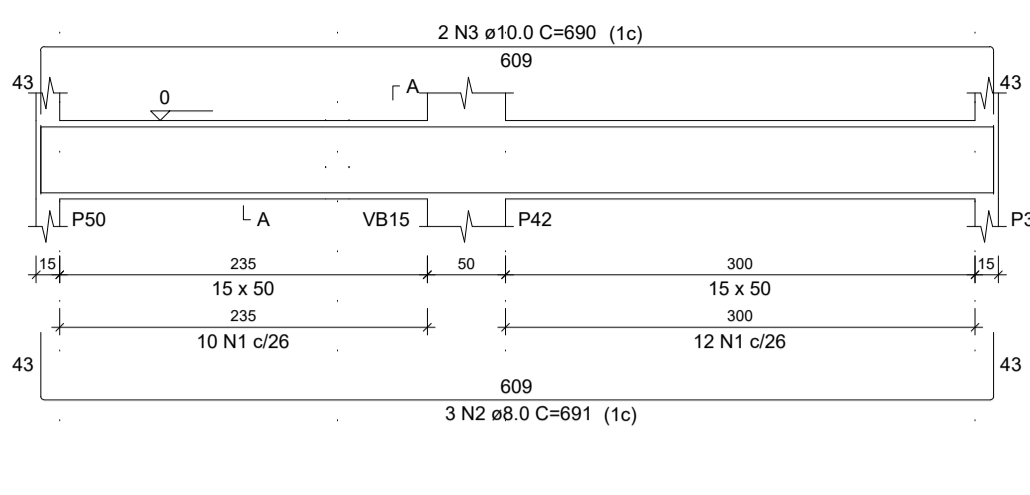 2 N3 ø10.0 C=690 (1c)
609
43
43
A
0
P50
A
VB15
P42
P3
15
235
50
300
15
15 x 50
15 x 50
235
300
10 N1 c/26
12 N1 c/26
43
43
609
3 N2 ø8.0 C=691 (1c)